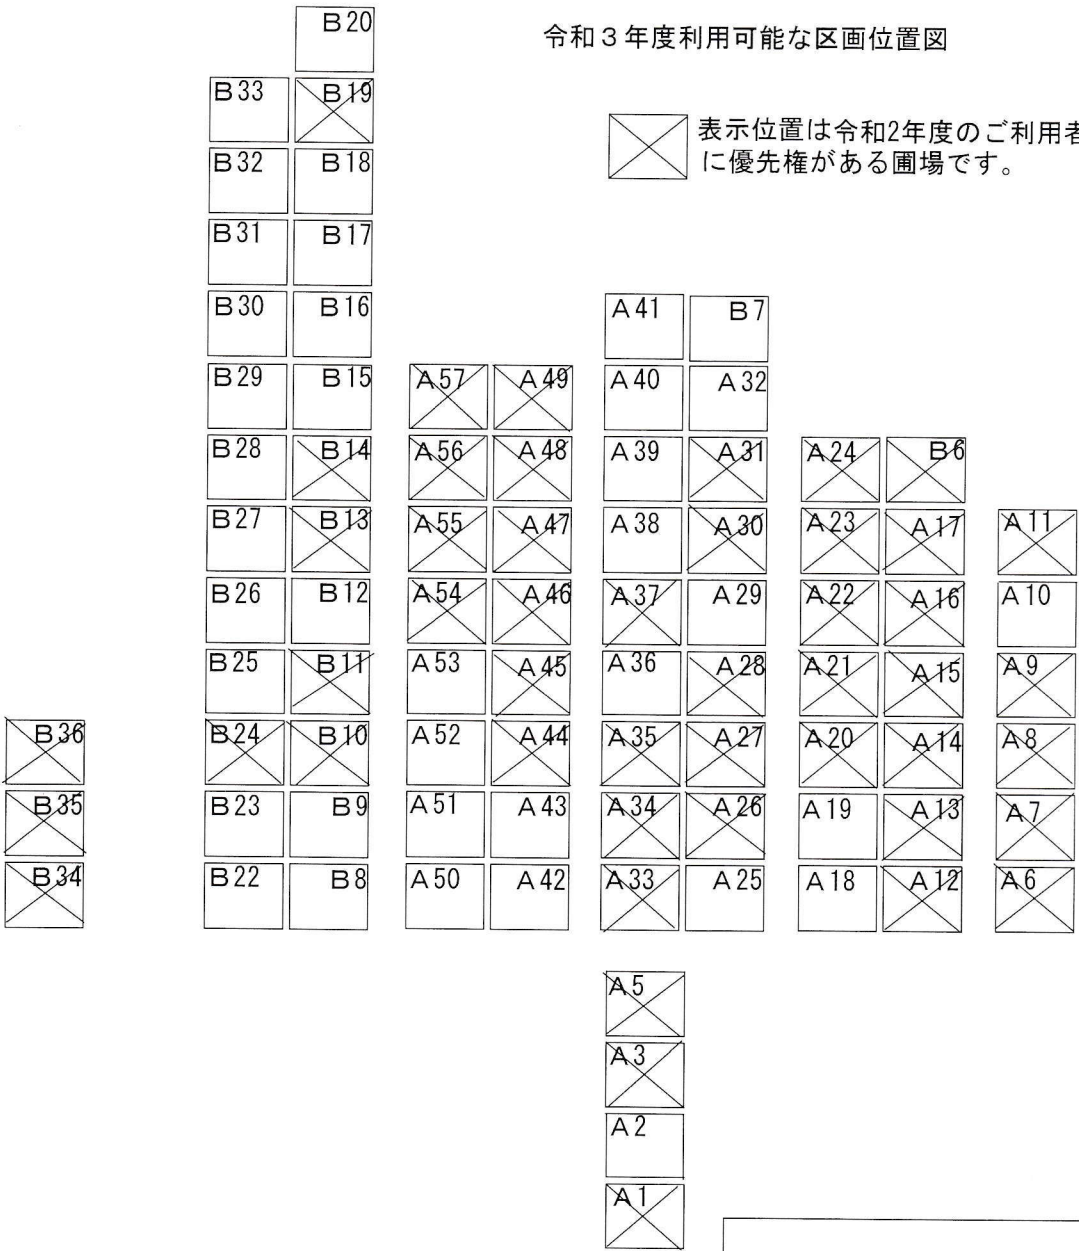 令和３年度利用可能な区画位置図
表示位置は令和2年度のご利用者
に優先権がある圃場です。
B20
B33 B19
B32 B18
B31 B17
B30 B16 A41 B7
B29 B15 A57 A49 A40 A32
B28 B14 A56 A48 A39 A31 A24 B6
B27 B13 A55 A47 A38 A30 A23 A17 A11
B26 B12 A54 A46 A37 A29 A22 A16 A10
B25 B11 A53 A45 A36 A28 A21 A15 A9
B36 B24 B10 A52 A44 A35 A27 A20 A14 A8
B35 B23 B9 A51 A43 A34 A26 A19 A13 A7
B34 B22 B8 A50 A42 A33 A25 A18 A12 A6
A5
A3
A2
A1